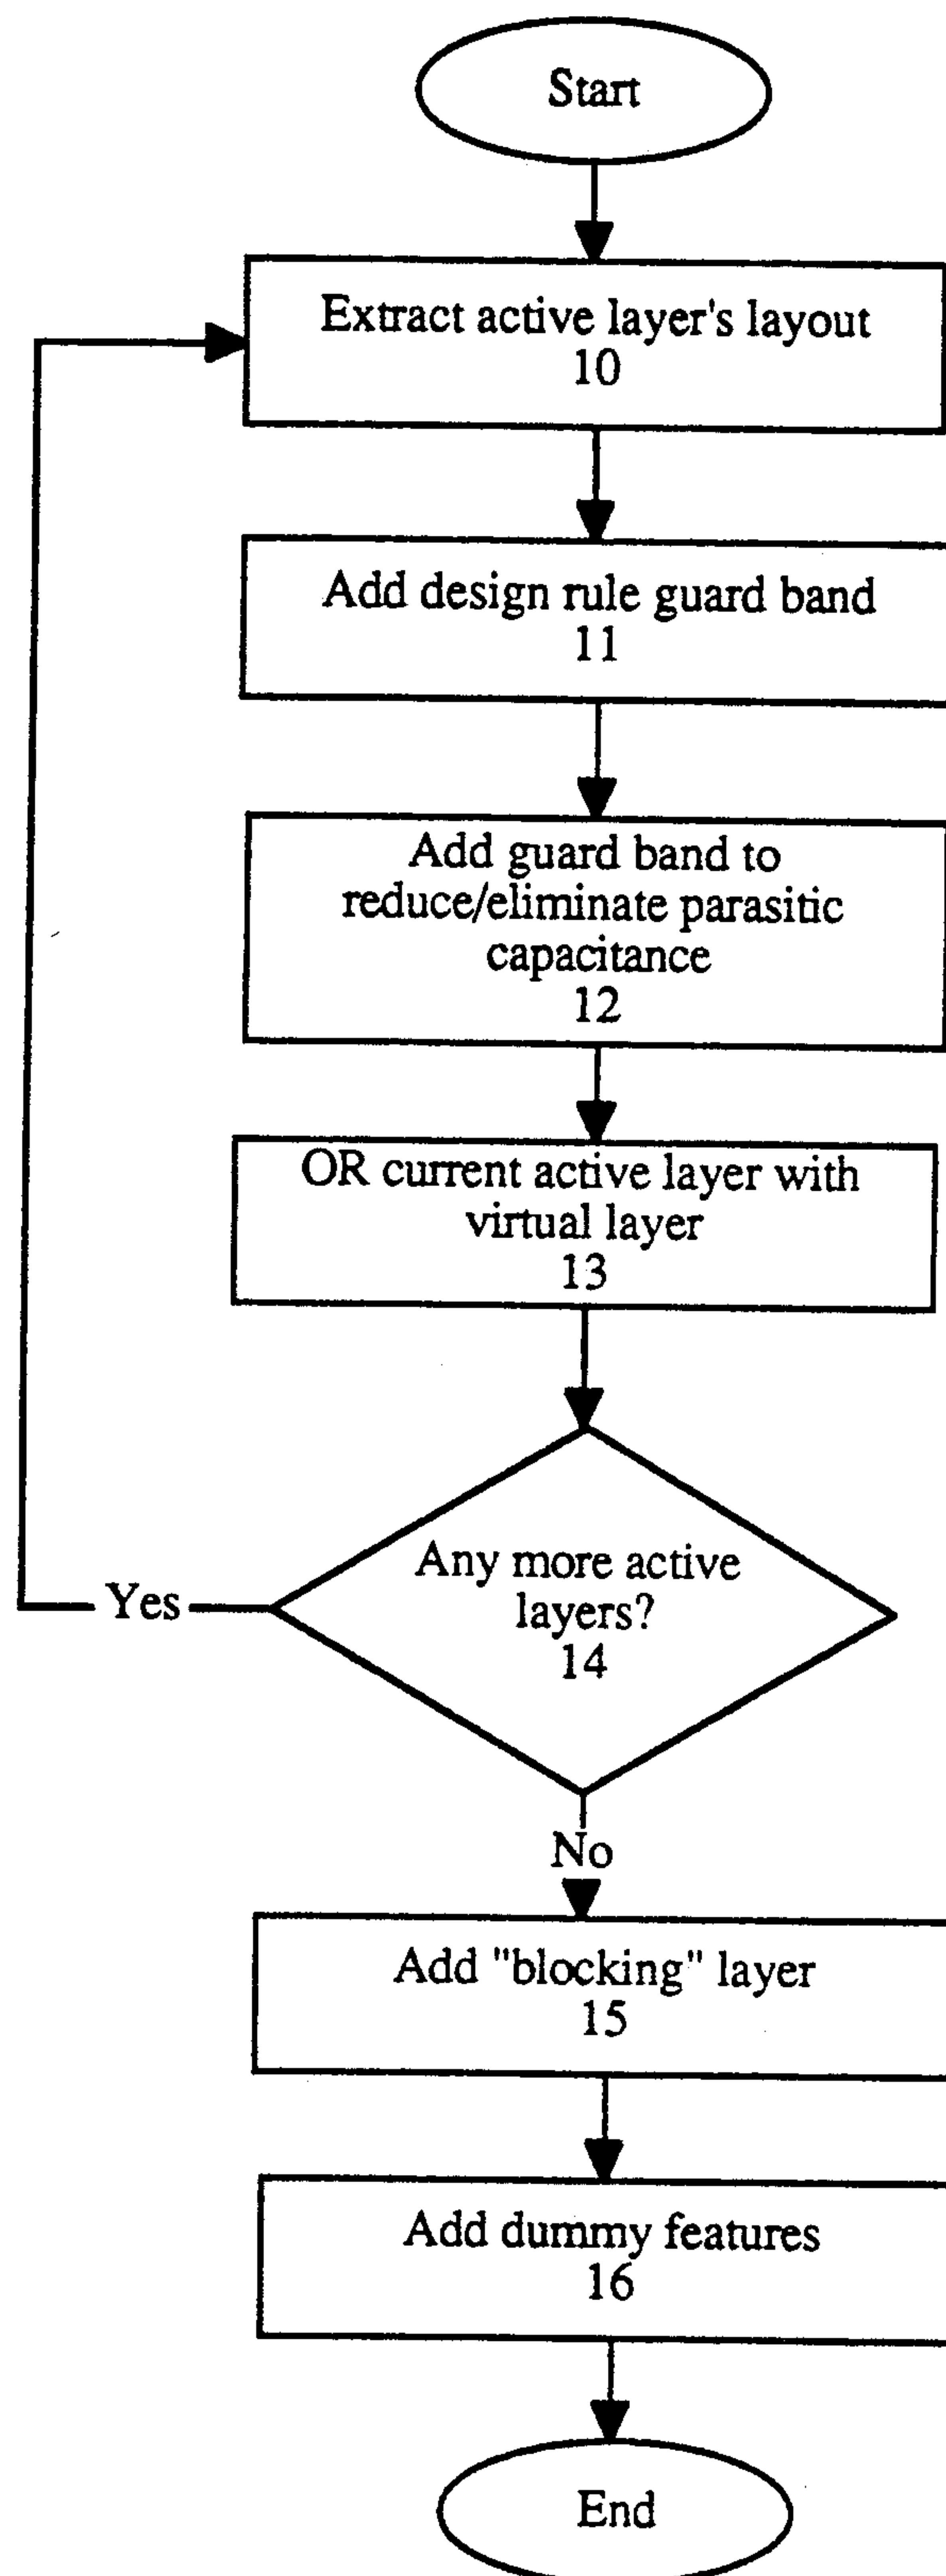 Start
Extract active layer's layout
10
Add design rule guard band
11
Add guard band to
reduce/eliminate parasitic
capacitance
12
OR current active layer with
virtual layer
13
Any more active
layers?
14
Yes
No
Add "blocking" layer
15
Add dummy features
16
End